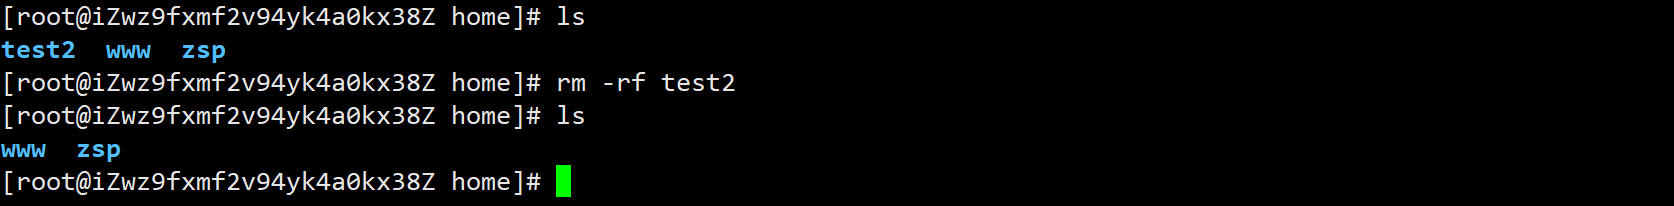 [root@iZwz9fxmf2v94yk4a0kx38Z home]# ls
test2  www  zsp
[root@iZwz9fxmf2v94yk4a0kx38Z home]# rm -rf test2
[root@iZwz9fxmf2v94yk4a0kx38Z home]# ls
www  zsp
[root@iZwz9fxmf2v94yk4a0kx38Z home]#